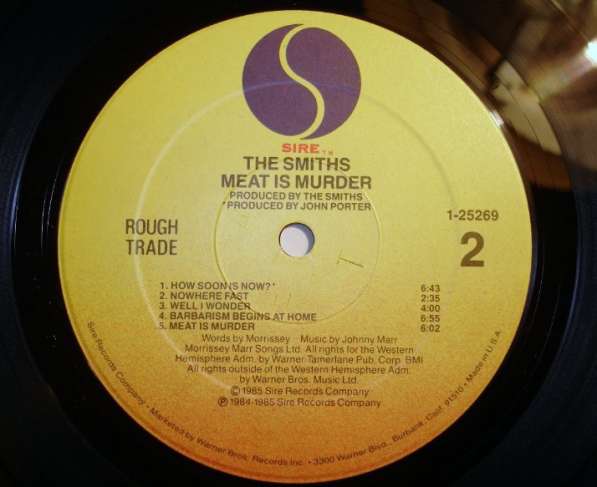 SIRE TM
THE SMITHS
MEAT IS MURDER
PRODUCED BY THE SMITHS
*PRODUCED BY JOHN PORTER
ROUGH
TRADE
1-25269
2
1. HOW SOON IS NOW?* 6:43
2. NOWHERE FAST 2:35
3. WELL I WONDER 4:00
4. BARBARISM BEGINS AT HOME 6:55
5. MEAT IS MURDER 6:02
Words by Morrissey Music by Johnny Marr
Morrissey Marr Songs Ltd. All rights for the Western
Hemisphere Adm. by Warner-Tamerlane Pub. Corp. BMI
All rights outside of the Western Hemisphere Adm.
by Warner Bros. Music Ltd.
© 1985 Sire Records Company
℗ 1984·1985 Sire Records Company
Sire Records Company • Marketed by Warner Bros. Records Inc. • 3300 Warner Blvd., Burbank, Calif. 91510 • Made in U.S.A.